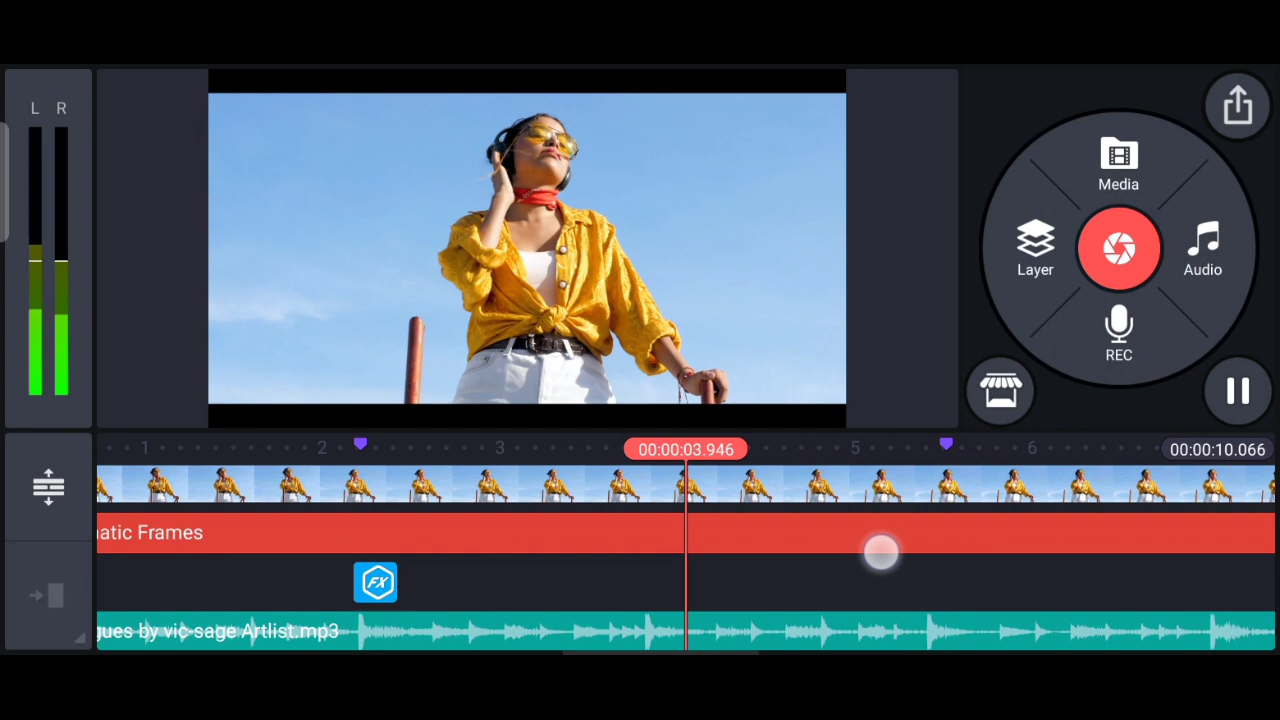 L R
Media
Layer
Audio
REC
1 2 3 00:00:03.946 5 6 00:00:10.066
natic Frames
FX
gues by vic-sage Artlist.mp3